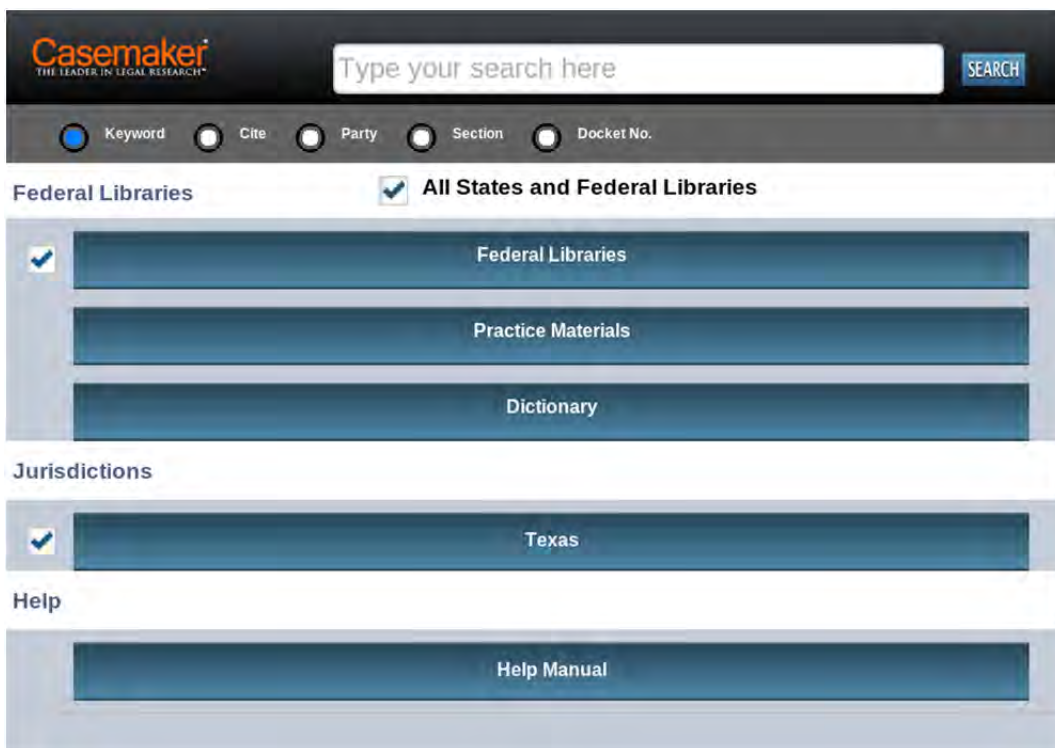 Casemaker
THE LEADER IN LEGAL RESEARCH™
Type your search here
SEARCH
Keyword Cite Party Section Docket No.
Federal Libraries
All States and Federal Libraries
Federal Libraries
Practice Materials
Dictionary
Jurisdictions
Texas
Help
Help Manual